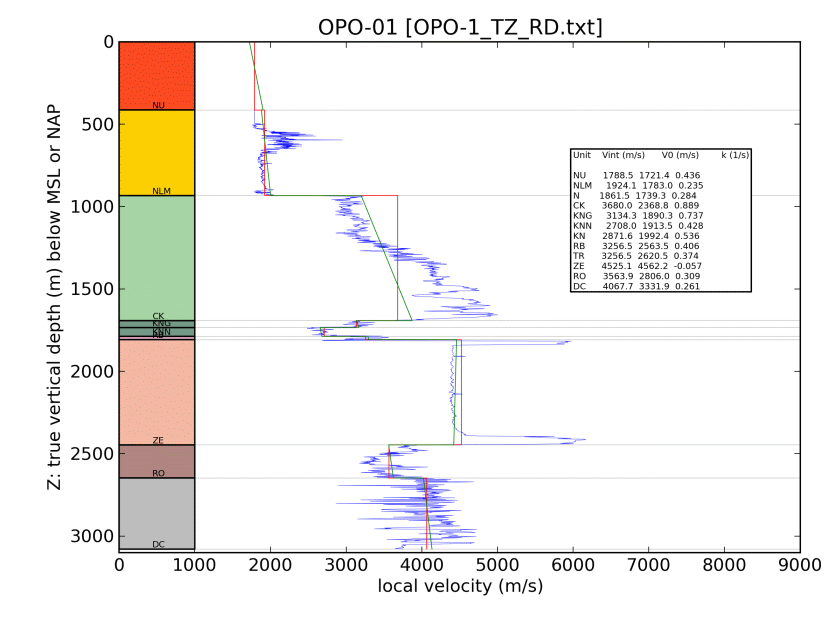 OPO-01 [OPO-1_TZ_RD.txt]
Z: true vertical depth (m) below MSL or NAP
0
500
1000
1500
2000
2500
3000
NU
NLM
CK
KNG
KNN
RB
ZE
RO
DC
Unit Vint (m/s) V0 (m/s) k (1/s)
NU 1788.5 1721.4 0.436
NLM 1924.1 1783.0 0.235
N 1861.5 1739.3 0.284
CK 3680.0 2368.8 0.889
KNG 3134.3 1890.3 0.737
KNN 2708.0 1913.5 0.428
KN 2871.6 1992.4 0.536
RB 3256.5 2563.5 0.406
TR 3256.5 2620.5 0.374
ZE 4525.1 4562.2 -0.057
RO 3563.9 2806.0 0.309
DC 4067.7 3331.9 0.261
0 1000 2000 3000 4000 5000 6000 7000 8000 9000
local velocity (m/s)